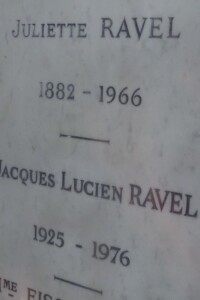 JULIETTE RAVEL
1882 - 1966
JACQUES LUCIEN RAVEL
1925 - 1976